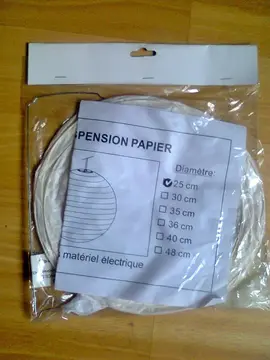 SPENSION PAPIER
Diamètre:
25 cm
30 cm
35 cm
36 cm
40 cm
48 cm
matériel électrique